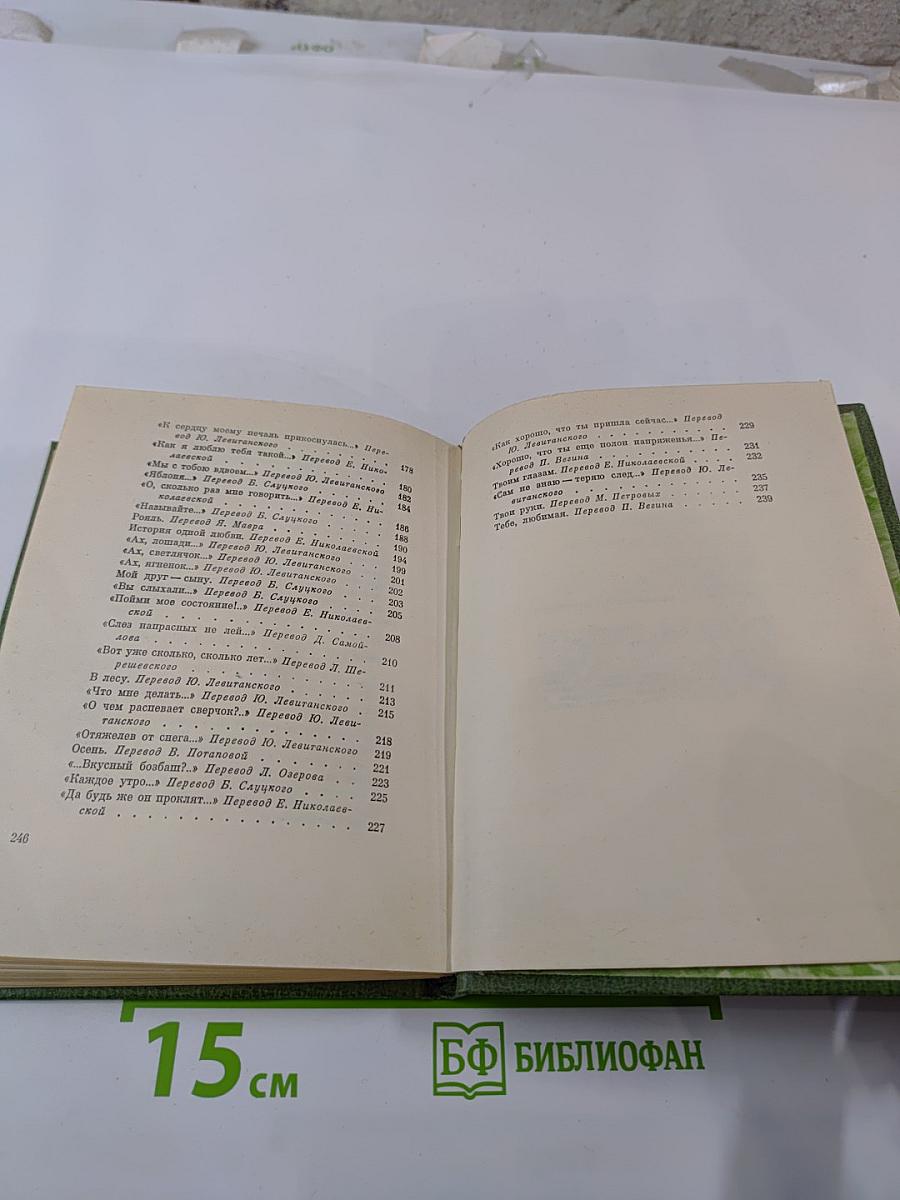 «К сердцу моему печаль прикоснулась...» Пере-
вод Ю. Левитанского . . . . . . . . . 178
«Как я люблю тебя такой...» Перевод Е. Нико-
лаевской . . . . . . . . . . . . 180
«Мы с тобою вдвоем...» Перевод Ю. Левитанского 182
«Яблоня...» Перевод Б. Слуцкого . . . . . 184
«О, сколько раз мне говорить...» Перевод Е. Ни-
колаевской . . . . . . . . . . . 186
«Называйте...» Перевод Б. Слуцкого . . . . 188
Рояль. Перевод Я. Мавра . . . . . . . 190
История одной любви. Перевод Е. Николаевской 194
«Ах, лошади...» Перевод Ю. Левитанского . . . 199
«Ах, светлячок...» Перевод Ю. Левитанского . . 201
«Ах, ягненок...» Перевод Ю. Левитанского . . . 202
Мой друг — сыну. Перевод Б. Слуцкого . . . 203
«Вы слыхали...» Перевод Б. Слуцкого . . . . 205
«Пойми мое состояние!..» Перевод Е. Николаев-
ской . . . . . . . . . . . . . . 208
«Слез напрасных не лей...» Перевод Д. Самой-
лова . . . . . . . . . . . . . . 210
«Вот уже сколько, сколько лет...» Перевод Л. Ше-
решевского . . . . . . . . . . . . 211
В лесу. Перевод Ю. Левитанского . . . . . 213
«Что мне делать...» Перевод Ю. Левитанского . 215
«О чем распевает сверчок?..» Перевод Ю. Леви-
танского . . . . . . . . . . . . . 218
«Отяжелев от снега...» Перевод Ю. Левитанского 219
Осень. Перевод В. Потаповой . . . . . . 221
«...Вкусный бозбаш?..» Перевод Л. Озерова . . 223
«Каждое утро...» Перевод Б. Слуцкого . . . . 225
«Да будь же он проклят...» Перевод Е. Николаев-
ской . . . . . . . . . . . . . . . 227
246
«Как хорошо, что ты пришла сейчас...» Перевод
Ю. Левитанского . . . . . . . . . . 229
«Хорошо, что ты еще полон напряженья...» Пе-
ревод П. Вегина . . . . . . . . . . 231
Твоим глазам. Перевод Е. Николаевской . . . 232
«Сам не знаю — теряю след...» Перевод Ю. Ле-
витанского . . . . . . . . . . . . 235
Твои руки. Перевод М. Петровых . . . . . 237
Тебе, любимая. Перевод П. Вегина . . . . . 239
15 см
БФ БИБЛИОФАН